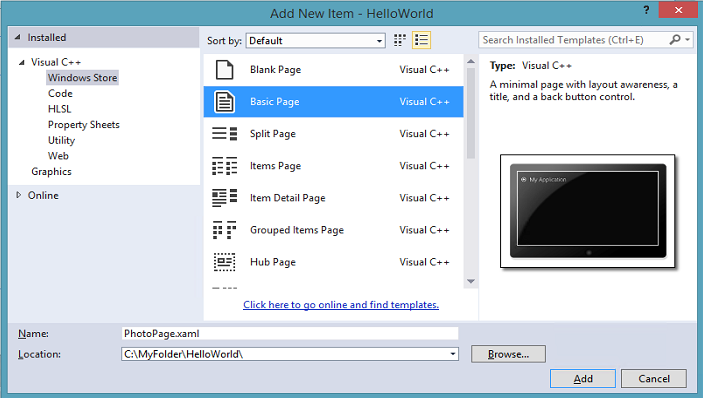 Add New Item - HelloWorld
?
Installed
Sort by: Default
Search Installed Templates (Ctrl+E)
Visual C++
Windows Store
Code
HLSL
Property Sheets
Utility
Web
Graphics
Online
Blank Page Visual C++
Basic Page Visual C++
Split Page Visual C++
Items Page Visual C++
Item Detail Page Visual C++
Grouped Items Page Visual C++
Hub Page Visual C++
Click here to go online and find templates.
Type: Visual C++
A minimal page with layout awareness, a
title, and a back button control.
My Application
Name: PhotoPage.xaml
Location: C:\MyFolder\HelloWorld\
Browse...
Add
Cancel